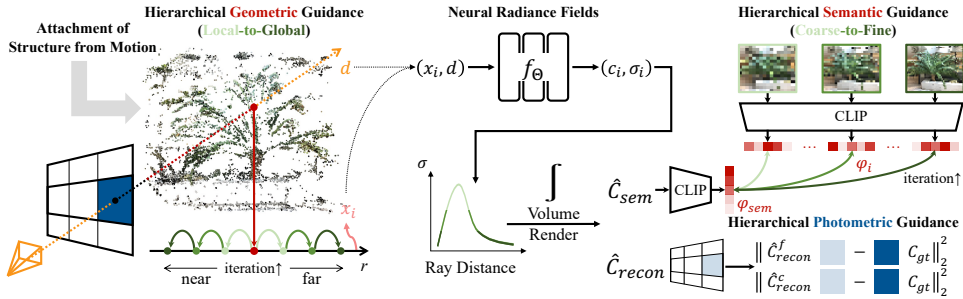 Attachment of
Structure from Motion
Hierarchical Geometric Guidance
(Local-to-Global)
d
x_i
near iteration↑ far r
Neural Radiance Fields
(x_i, d) f_Θ (c_i, σ_i)
σ
Ray Distance
∫
Volume
Render
Ĉ_sem
Ĉ_recon
Hierarchical Semantic Guidance
(Coarse-to-Fine)
CLIP
... ...
φ_i
iteration↑
CLIP
φ_sem
Hierarchical Photometric Guidance
‖ Ĉ^f_recon − C_gt ‖^2_2
‖ Ĉ^c_recon − C_gt ‖^2_2